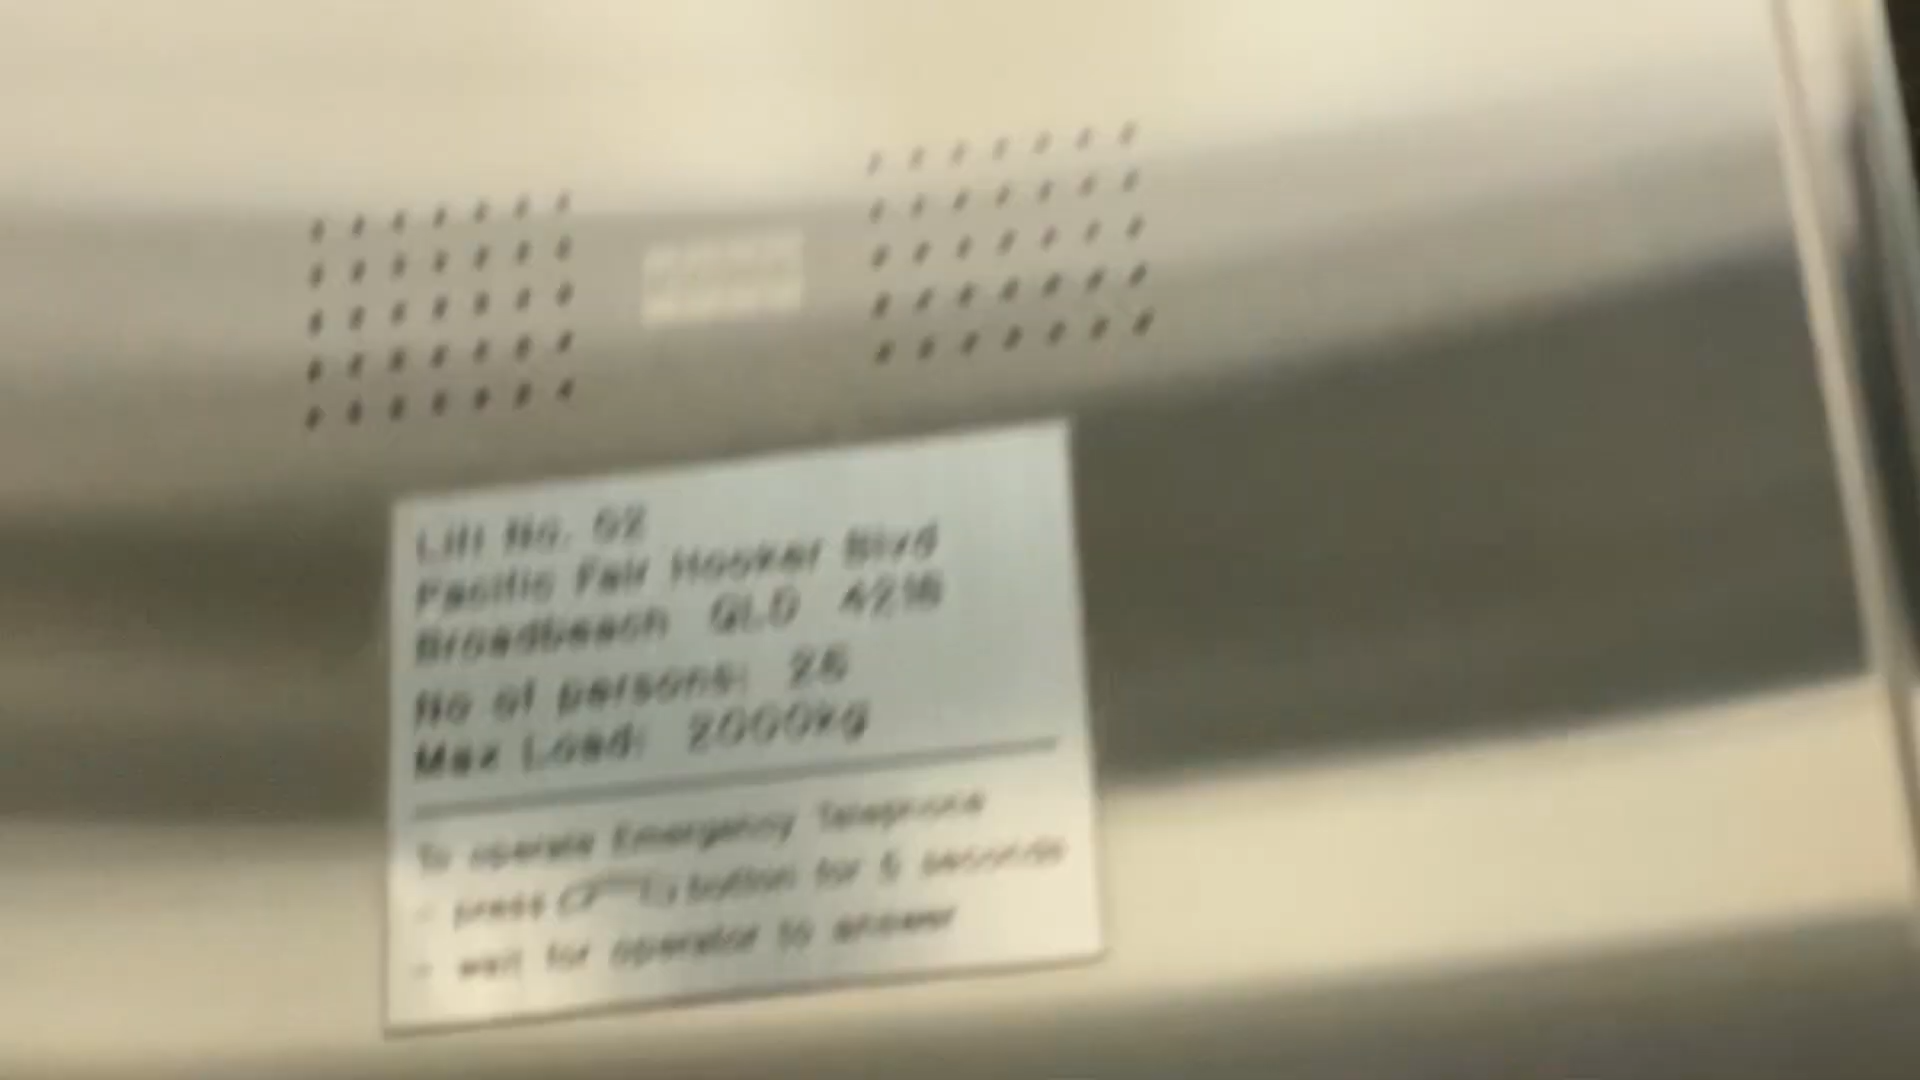 Lift No. 02
Pacific Fair Hooker Blvd
Broadbeach QLD 4218
No of persons: 26
Max Load: 2000kg
To operate Emergency Telephone
- press button for 5 seconds
- wait for operator to answer